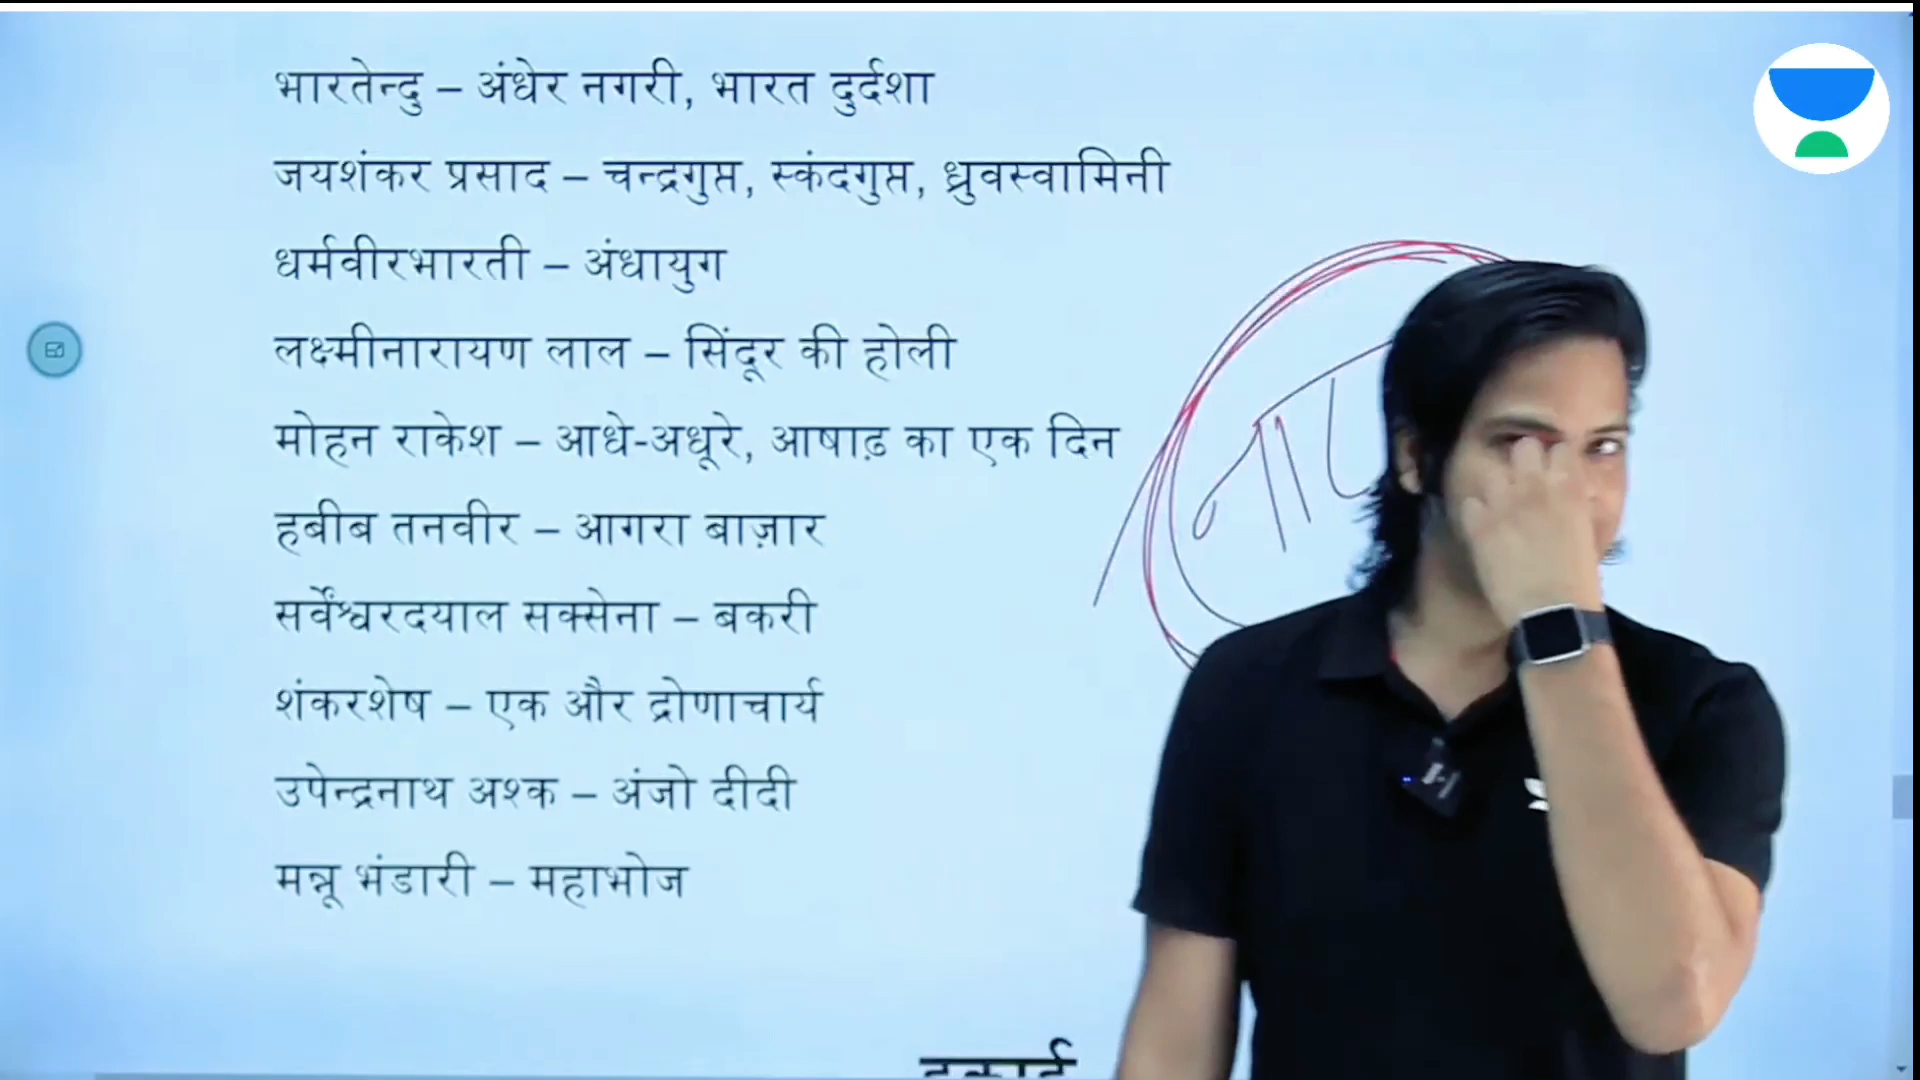 भारतेन्दु – अंधेर नगरी, भारत दुर्दशा
जयशंकर प्रसाद – चन्द्रगुप्त, स्कंदगुप्त, ध्रुवस्वामिनी
धर्मवीरभारती – अंधायुग
लक्ष्मीनारायण लाल – सिंदूर की होली
मोहन राकेश – आधे-अधूरे, आषाढ़ का एक दिन
हबीब तनवीर – आगरा बाज़ार
सर्वेंश्वरदयाल सक्सेना – बकरी
शंकरशेष – एक और द्रोणाचार्य
उपेन्द्रनाथ अश्क – अंजो दीदी
मन्नू भंडारी – महाभोज